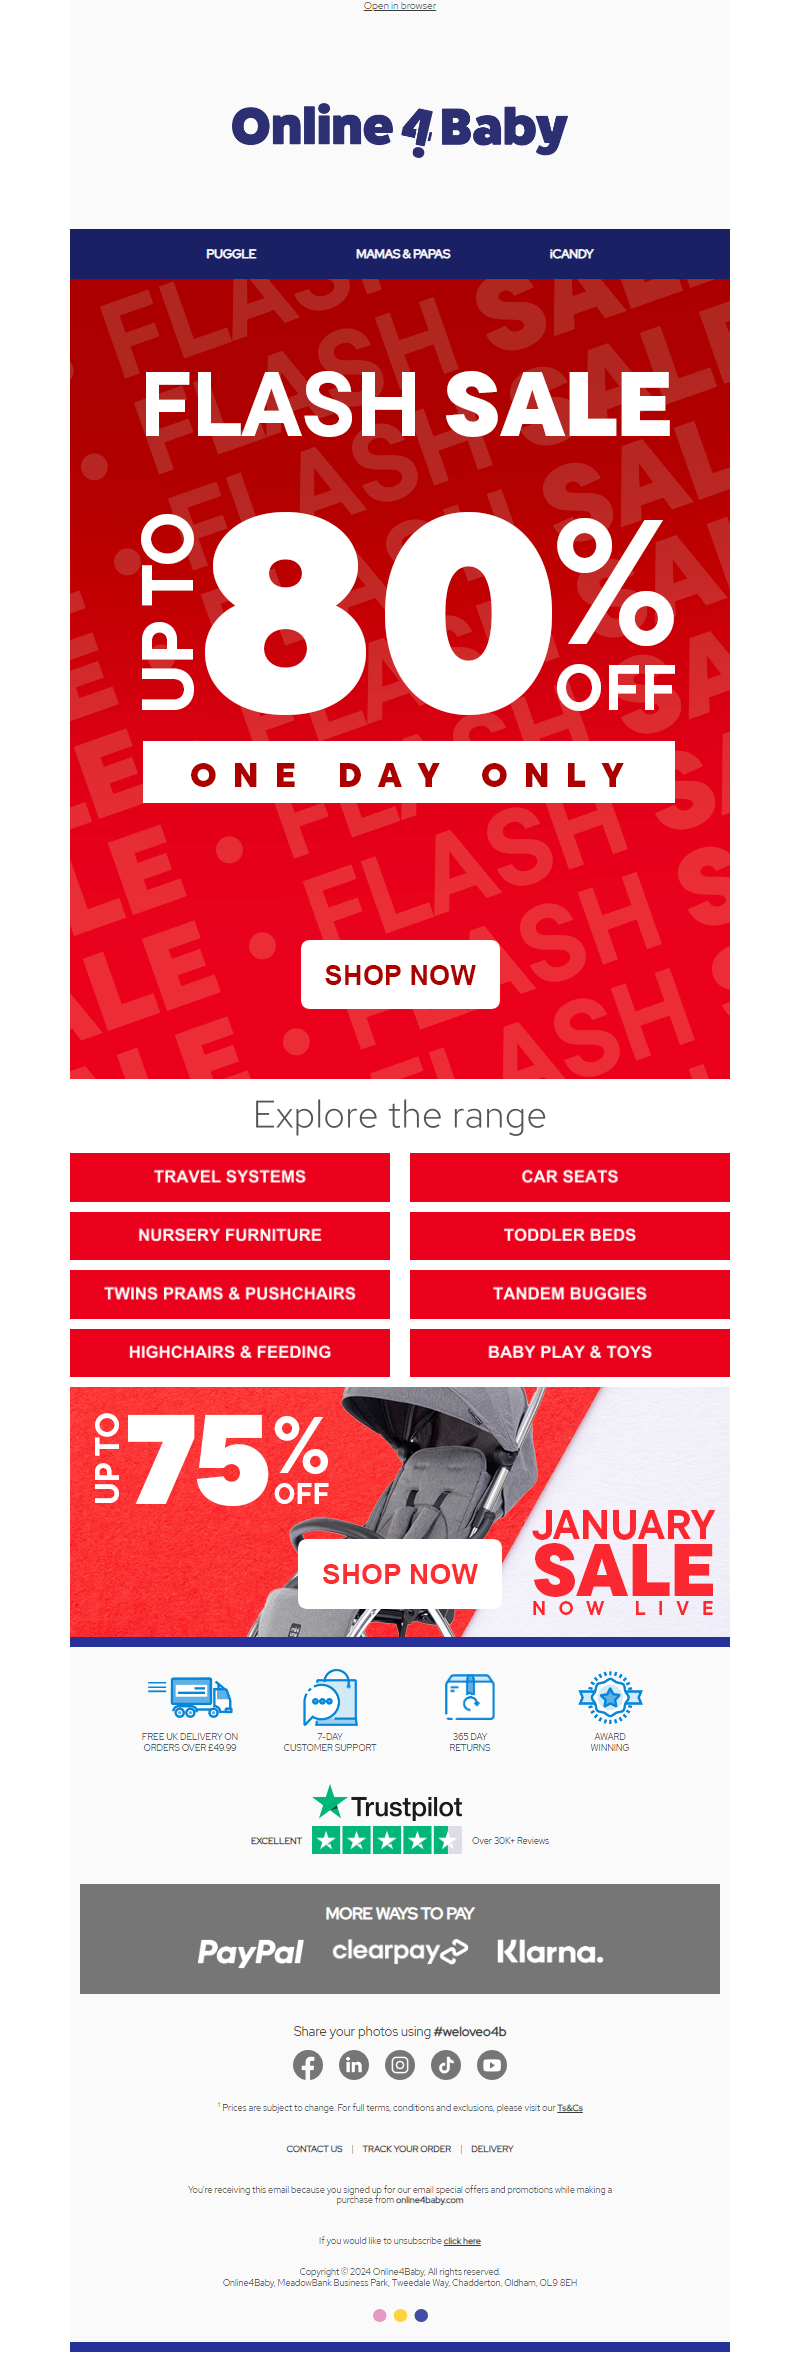 Open in browser
Online4Baby
PUGGLE MAMAS & PAPAS iCANDY
FLASH SALE
UP TO 80% OFF
ONE DAY ONLY
SHOP NOW
Explore the range
TRAVEL SYSTEMS CAR SEATS
NURSERY FURNITURE TODDLER BEDS
TWINS PRAMS & PUSHCHAIRS TANDEM BUGGIES
HIGHCHAIRS & FEEDING BABY PLAY & TOYS
UP TO 75% OFF
SHOP NOW
JANUARY
SALE
NOW LIVE
FREE UK DELIVERY ON
ORDERS OVER £49.99
7-DAY
CUSTOMER SUPPORT
365 DAY
RETURNS
AWARD
WINNING
Trustpilot
EXCELLENT Over 30K+ Reviews
MORE WAYS TO PAY
PayPal clearpay Klarna.
Share your photos using #weloveo4b
† Prices are subject to change. For full terms, conditions and exclusions, please visit our Ts&Cs
CONTACT US | TRACK YOUR ORDER | DELIVERY
You're receiving this email because you signed up for our email special offers and promotions while making a
purchase from online4baby.com
If you would like to unsubscribe click here
Copyright © 2024 Online4Baby, All rights reserved.
Online4Baby, MeadowBank Business Park, Tweedale Way, Chadderton, Oldham, OL9 8EH